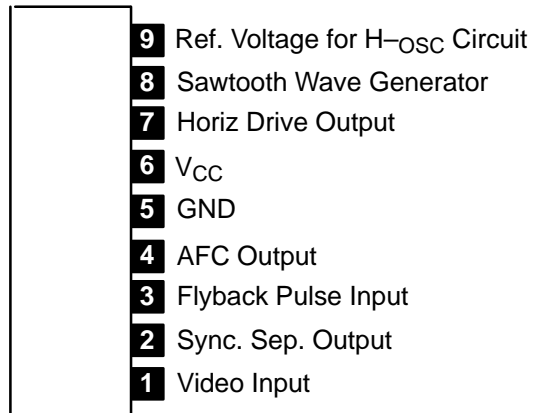 9 Ref. Voltage for H–OSC Circuit
8 Sawtooth Wave Generator
7 Horiz Drive Output
6 VCC
5 GND
4 AFC Output
3 Flyback Pulse Input
2 Sync. Sep. Output
1 Video Input